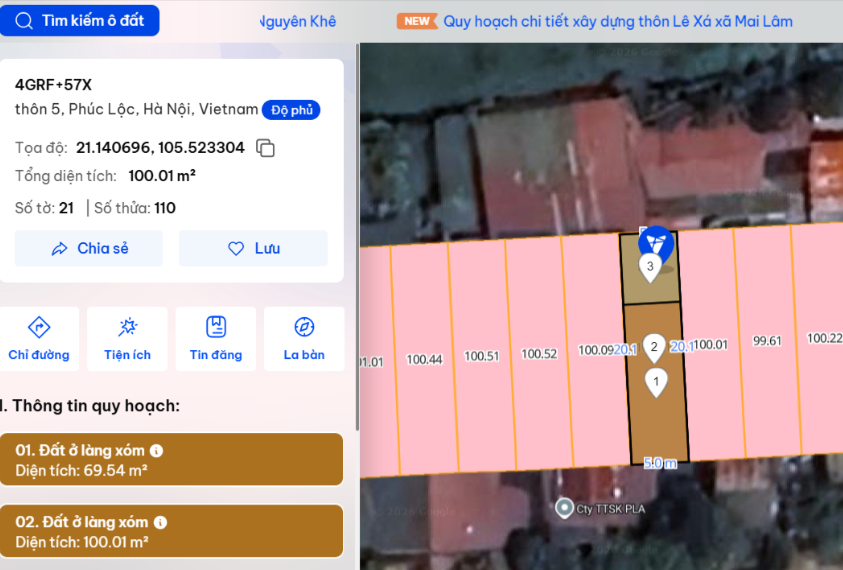 Tìm kiếm ô đất
Nguyên Khê
NEW
Quy hoạch chi tiết xây dựng thôn Lê Xá xã Mai Lâm
4GRF+57X
thôn 5, Phúc Lộc, Hà Nội, Vietnam Độ phủ
Tọa độ: 21.140696, 105.523304
Tổng diện tích: 100.01 m²
Số tờ: 21 | Số thửa: 110
Chia sẻ
Lưu
Chỉ đường
Tiện ích
Tin đăng
La bàn
I. Thông tin quy hoạch:
01. Đất ở làng xóm
Diện tích: 69.54 m²
02. Đất ở làng xóm
Diện tích: 100.01 m²
© 2026 Google
3
2
1
100.44
100.51
100.52
100.09
20.1
20.1
100.01
99.61
100.22
5.0 m
Cty TTSK PLA
© 2026 Google